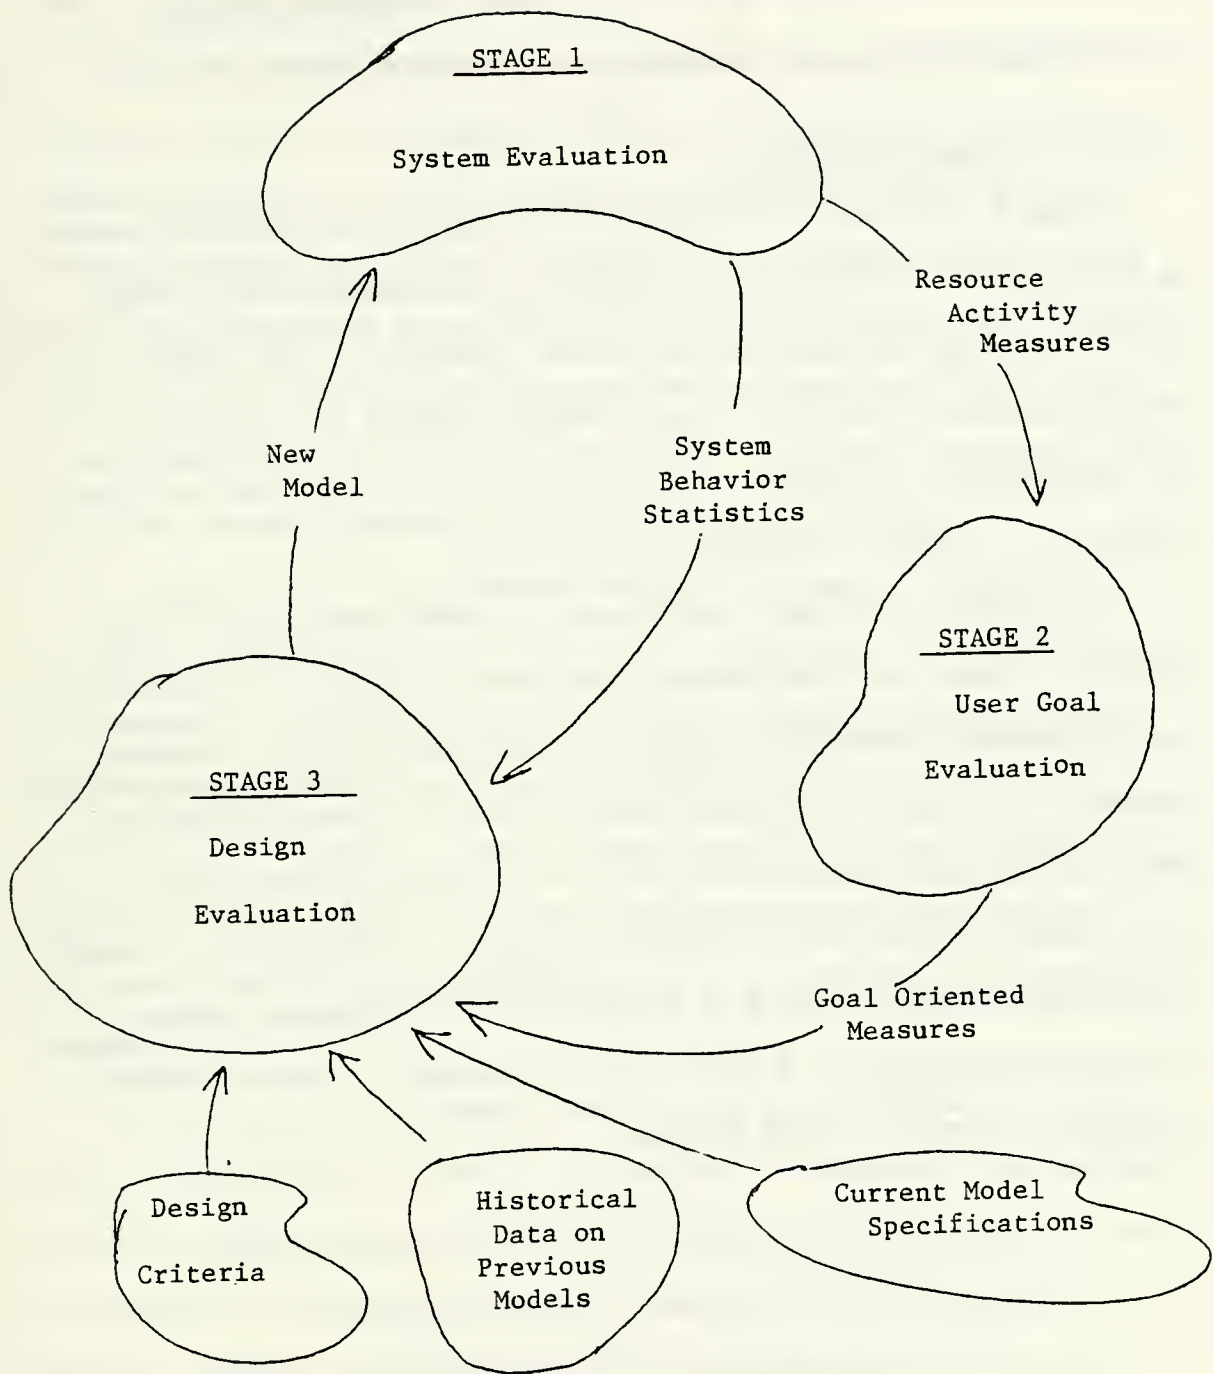 STAGE 1
System Evaluation
Resource
Activity
Measures
New
Model
System
Behavior
Statistics
STAGE 2
User Goal
Evaluation
STAGE 3
Design
Evaluation
Goal Oriented
Measures
Design
Criteria
Historical
Data on
Previous
Models
Current Model
Specifications